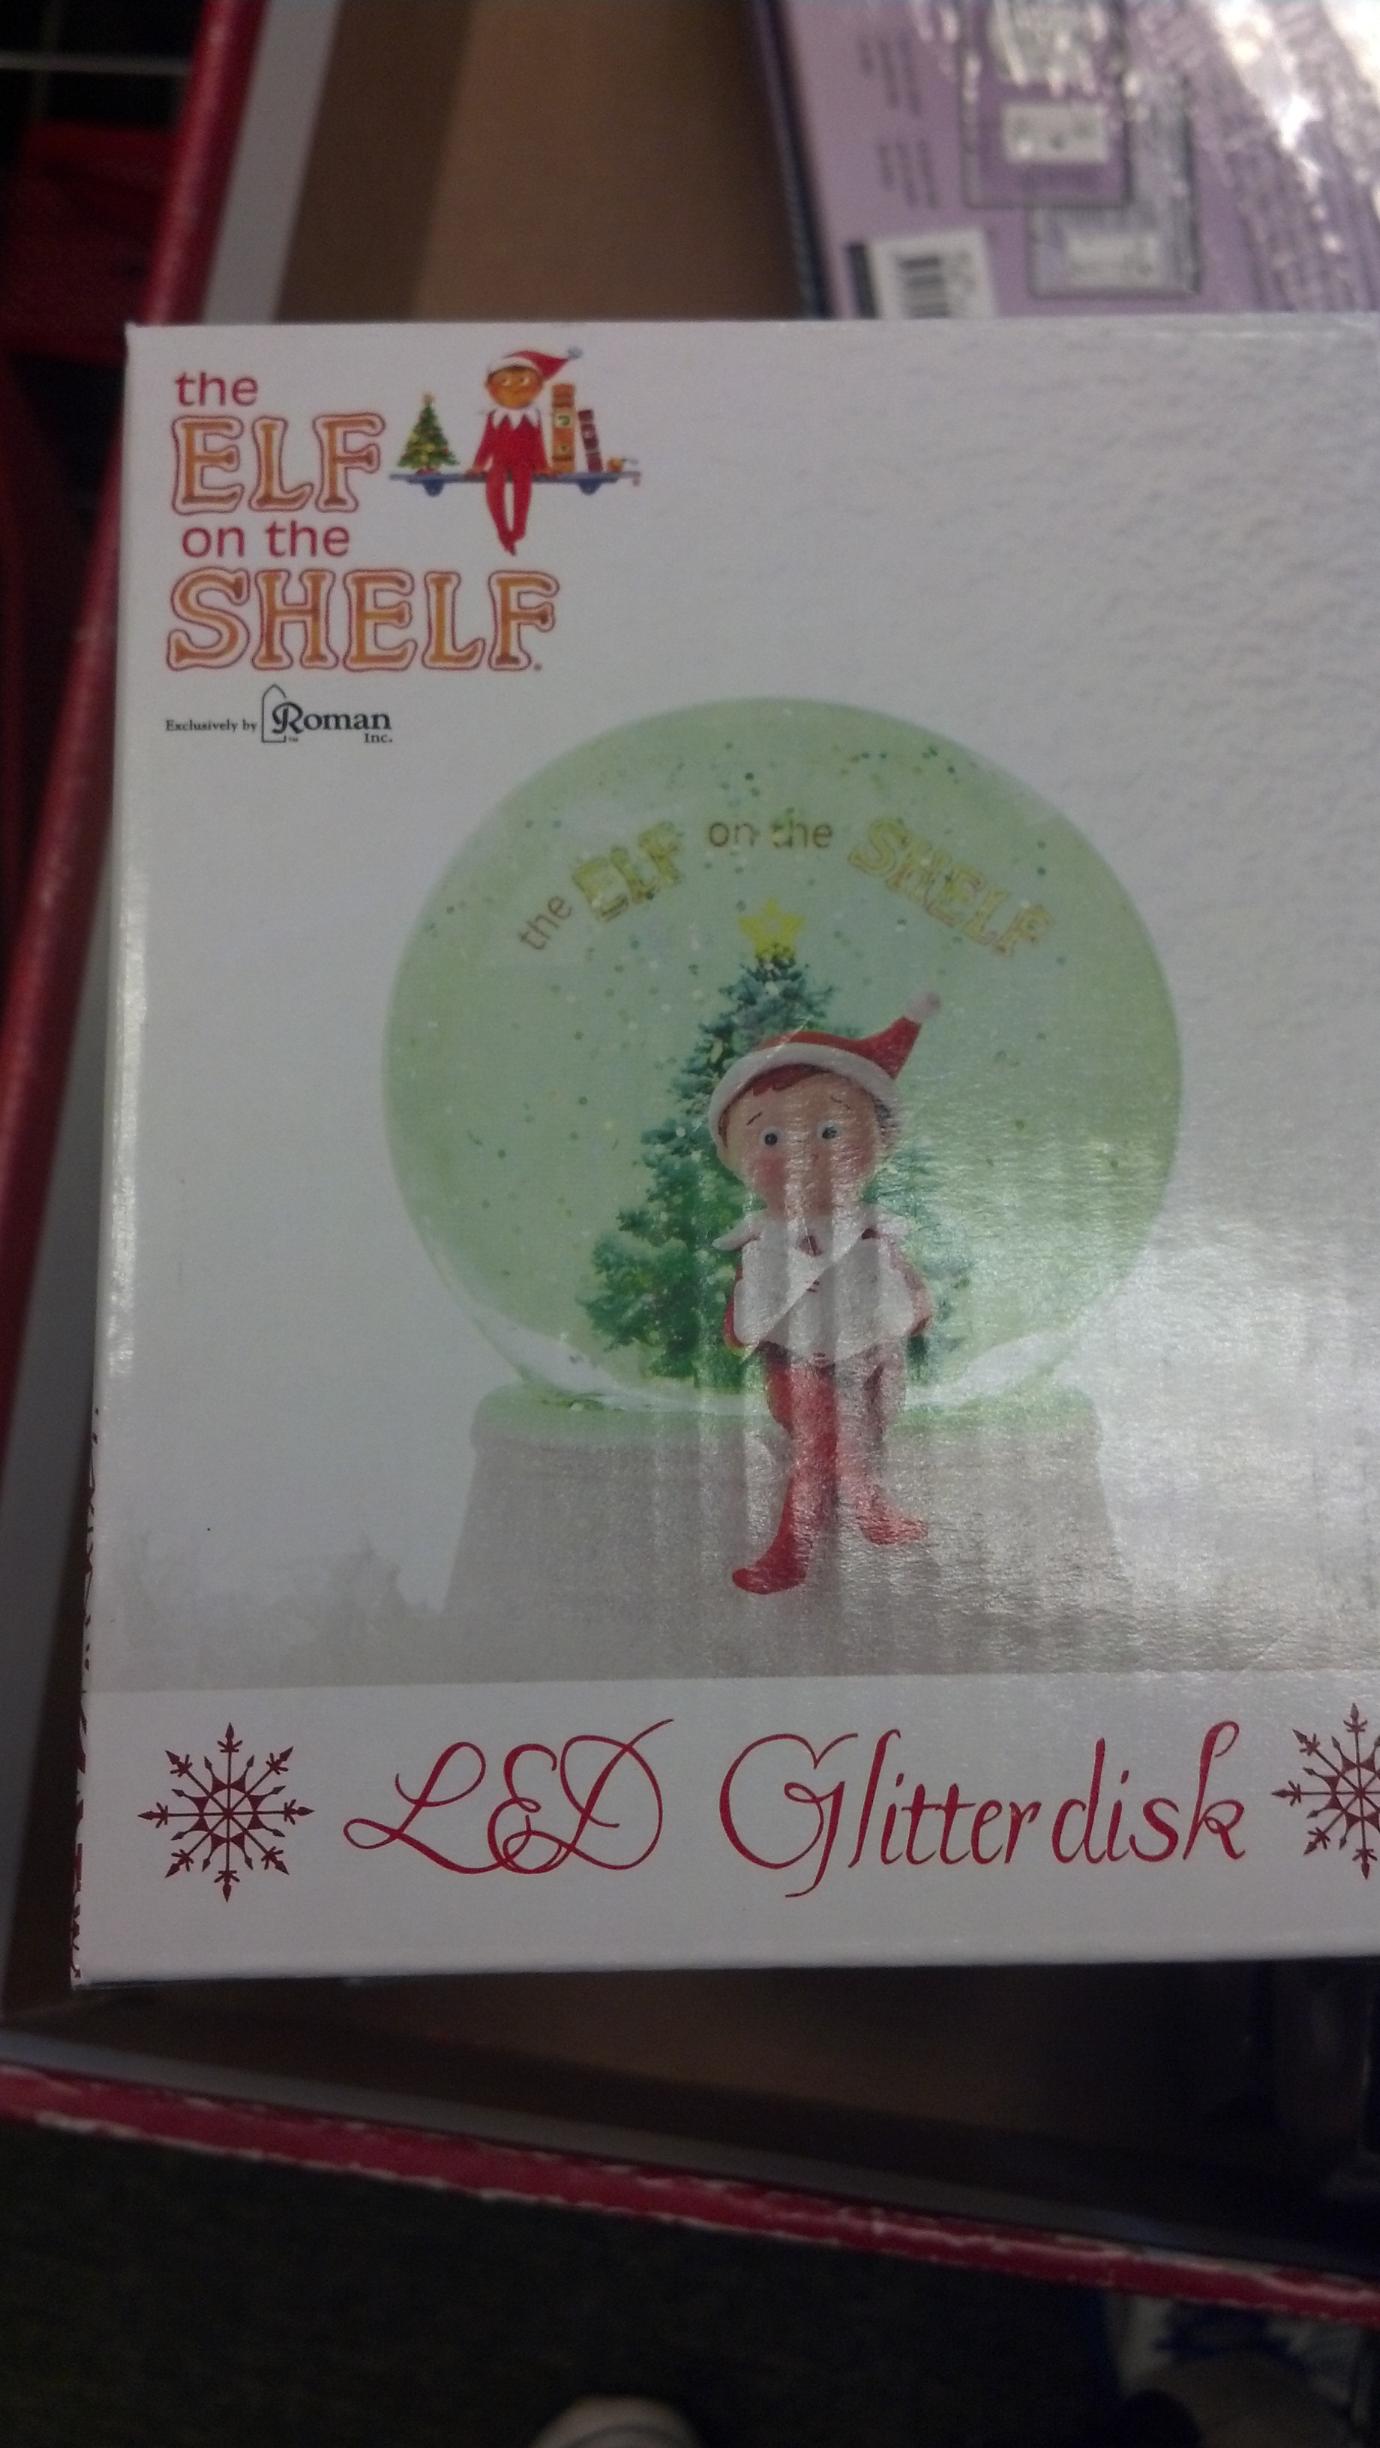 the
ELF
on the
SHELF
Exclusively by Roman
Inc.
the ELF on the SHELF
LED Glitterdisk